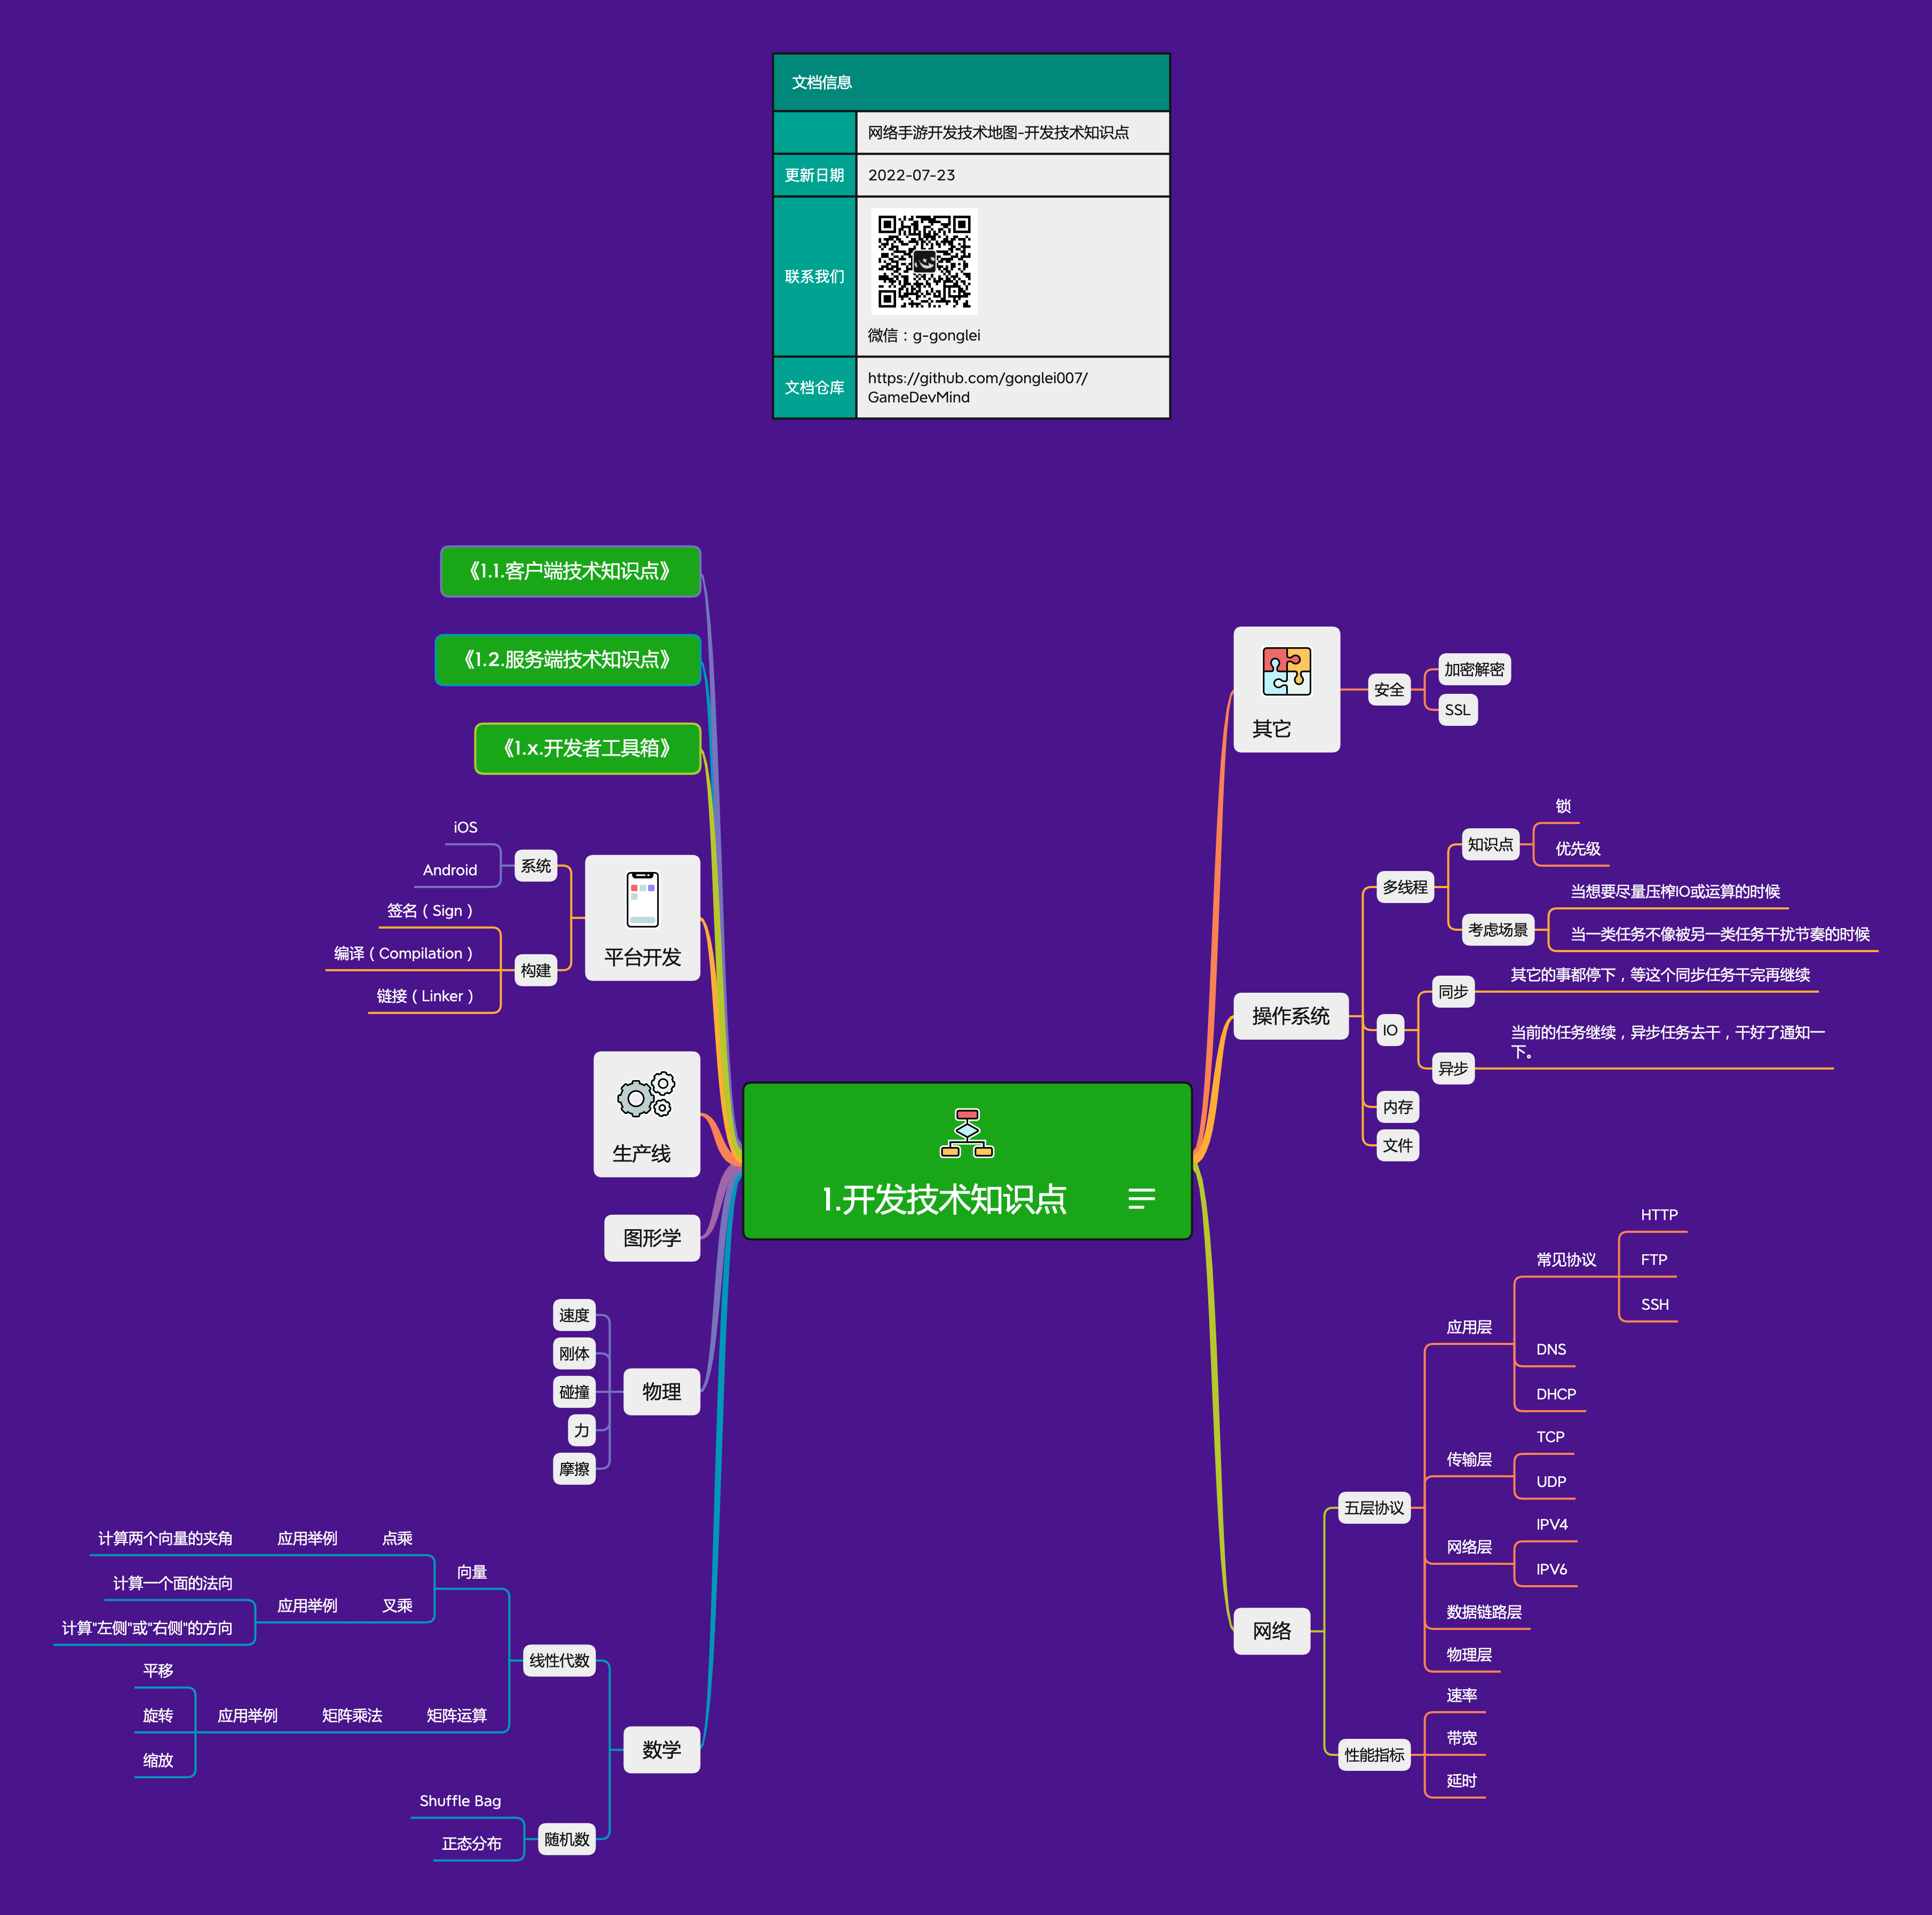 文档信息
网络手游开发技术地图-开发技术知识点
更新日期
2022-07-23
联系我们
微信：g-gonglei
文档仓库
https://github.com/gonglei007/
GameDevMind
1.开发技术知识点
《1.1.客户端技术知识点》
《1.2.服务端技术知识点》
《1.x.开发者工具箱》
平台开发
系统
iOS
Android
构建
签名（Sign）
编译（Compilation）
链接（Linker）
生产线
图形学
物理
速度
刚体
碰撞
力
摩擦
数学
线性代数
向量
点乘
应用举例
计算两个向量的夹角
叉乘
应用举例
计算一个面的法向
计算"左侧"或"右侧"的方向
矩阵运算
矩阵乘法
应用举例
平移
旋转
缩放
随机数
Shuffle Bag
正态分布
其它
安全
加密解密
SSL
操作系统
多线程
知识点
锁
优先级
考虑场景
当想要尽量压榨IO或运算的时候
当一类任务不像被另一类任务干扰节奏的时候
IO
同步
其它的事都停下，等这个同步任务干完再继续
异步
当前的任务继续，异步任务去干，干好了通知一
下。
内存
文件
网络
五层协议
应用层
常见协议
HTTP
FTP
SSH
DNS
DHCP
传输层
TCP
UDP
网络层
IPV4
IPV6
数据链路层
物理层
性能指标
速率
带宽
延时